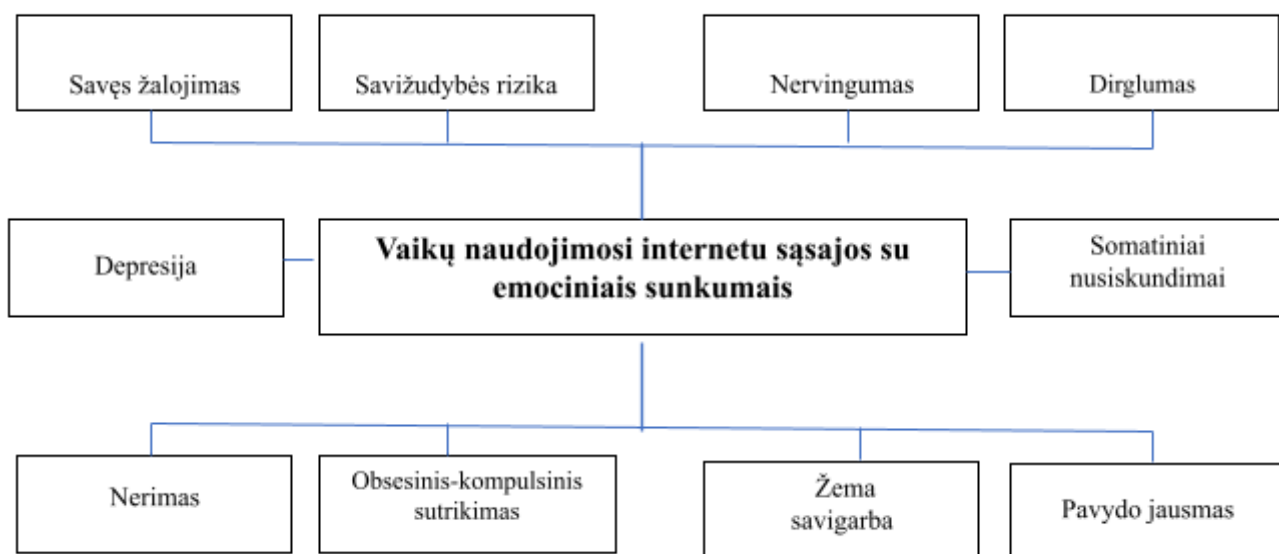 Savęs žalojimas
Savižudybės rizika
Nervingumas
Dirglumas
Depresija
Vaikų naudojimosi internetu sąsajos su
emociniais sunkumais
Somatiniai
nusiskundimai
Nerimas
Obsesinis-kompulsinis
sutrikimas
Žema
savigarba
Pavydo jausmas